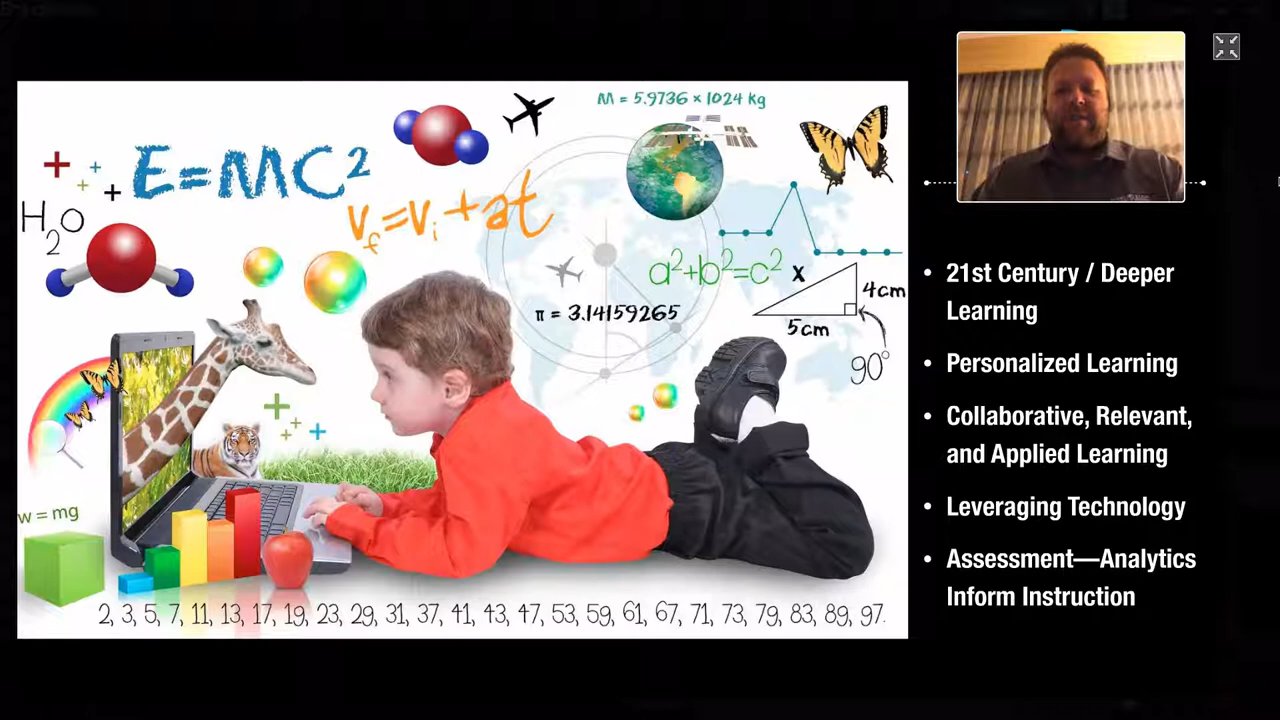 M = 5.9736 x 1024 kg
E=MC²
H₂O
v_f=v_i+at
a²+b²=c²
x
4cm
π = 3.14159265
5cm
90°
w = mg
2, 3, 5, 7, 11, 13, 17, 19, 23, 29, 31, 37, 41, 43, 47, 53, 59, 61, 67, 71, 73, 79, 83, 89, 97.
• 21st Century / Deeper
Learning
• Personalized Learning
• Collaborative, Relevant,
and Applied Learning
• Leveraging Technology
• Assessment—Analytics
Inform Instruction